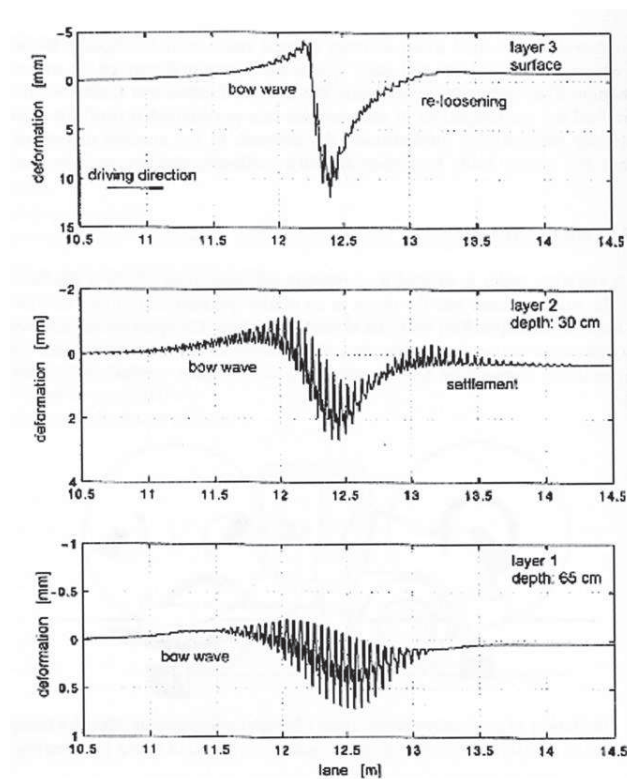 -5
0
5
10
15
deformation [mm]
layer 3
surface
bow wave
re-loosening
driving direction
10.5 11 11.5 12 12.5 13 13.5 14 14.5
-2
0
2
4
deformation [mm]
layer 2
depth: 30 cm
bow wave
settlement
10.5 11 11.5 12 12.5 13 13.5 14 14.5
-1
-0.5
0
0.5
1
deformation [mm]
layer 1
depth: 65 cm
bow wave
10.5 11 11.5 12 12.5 13 13.5 14 14.5
lane [m]